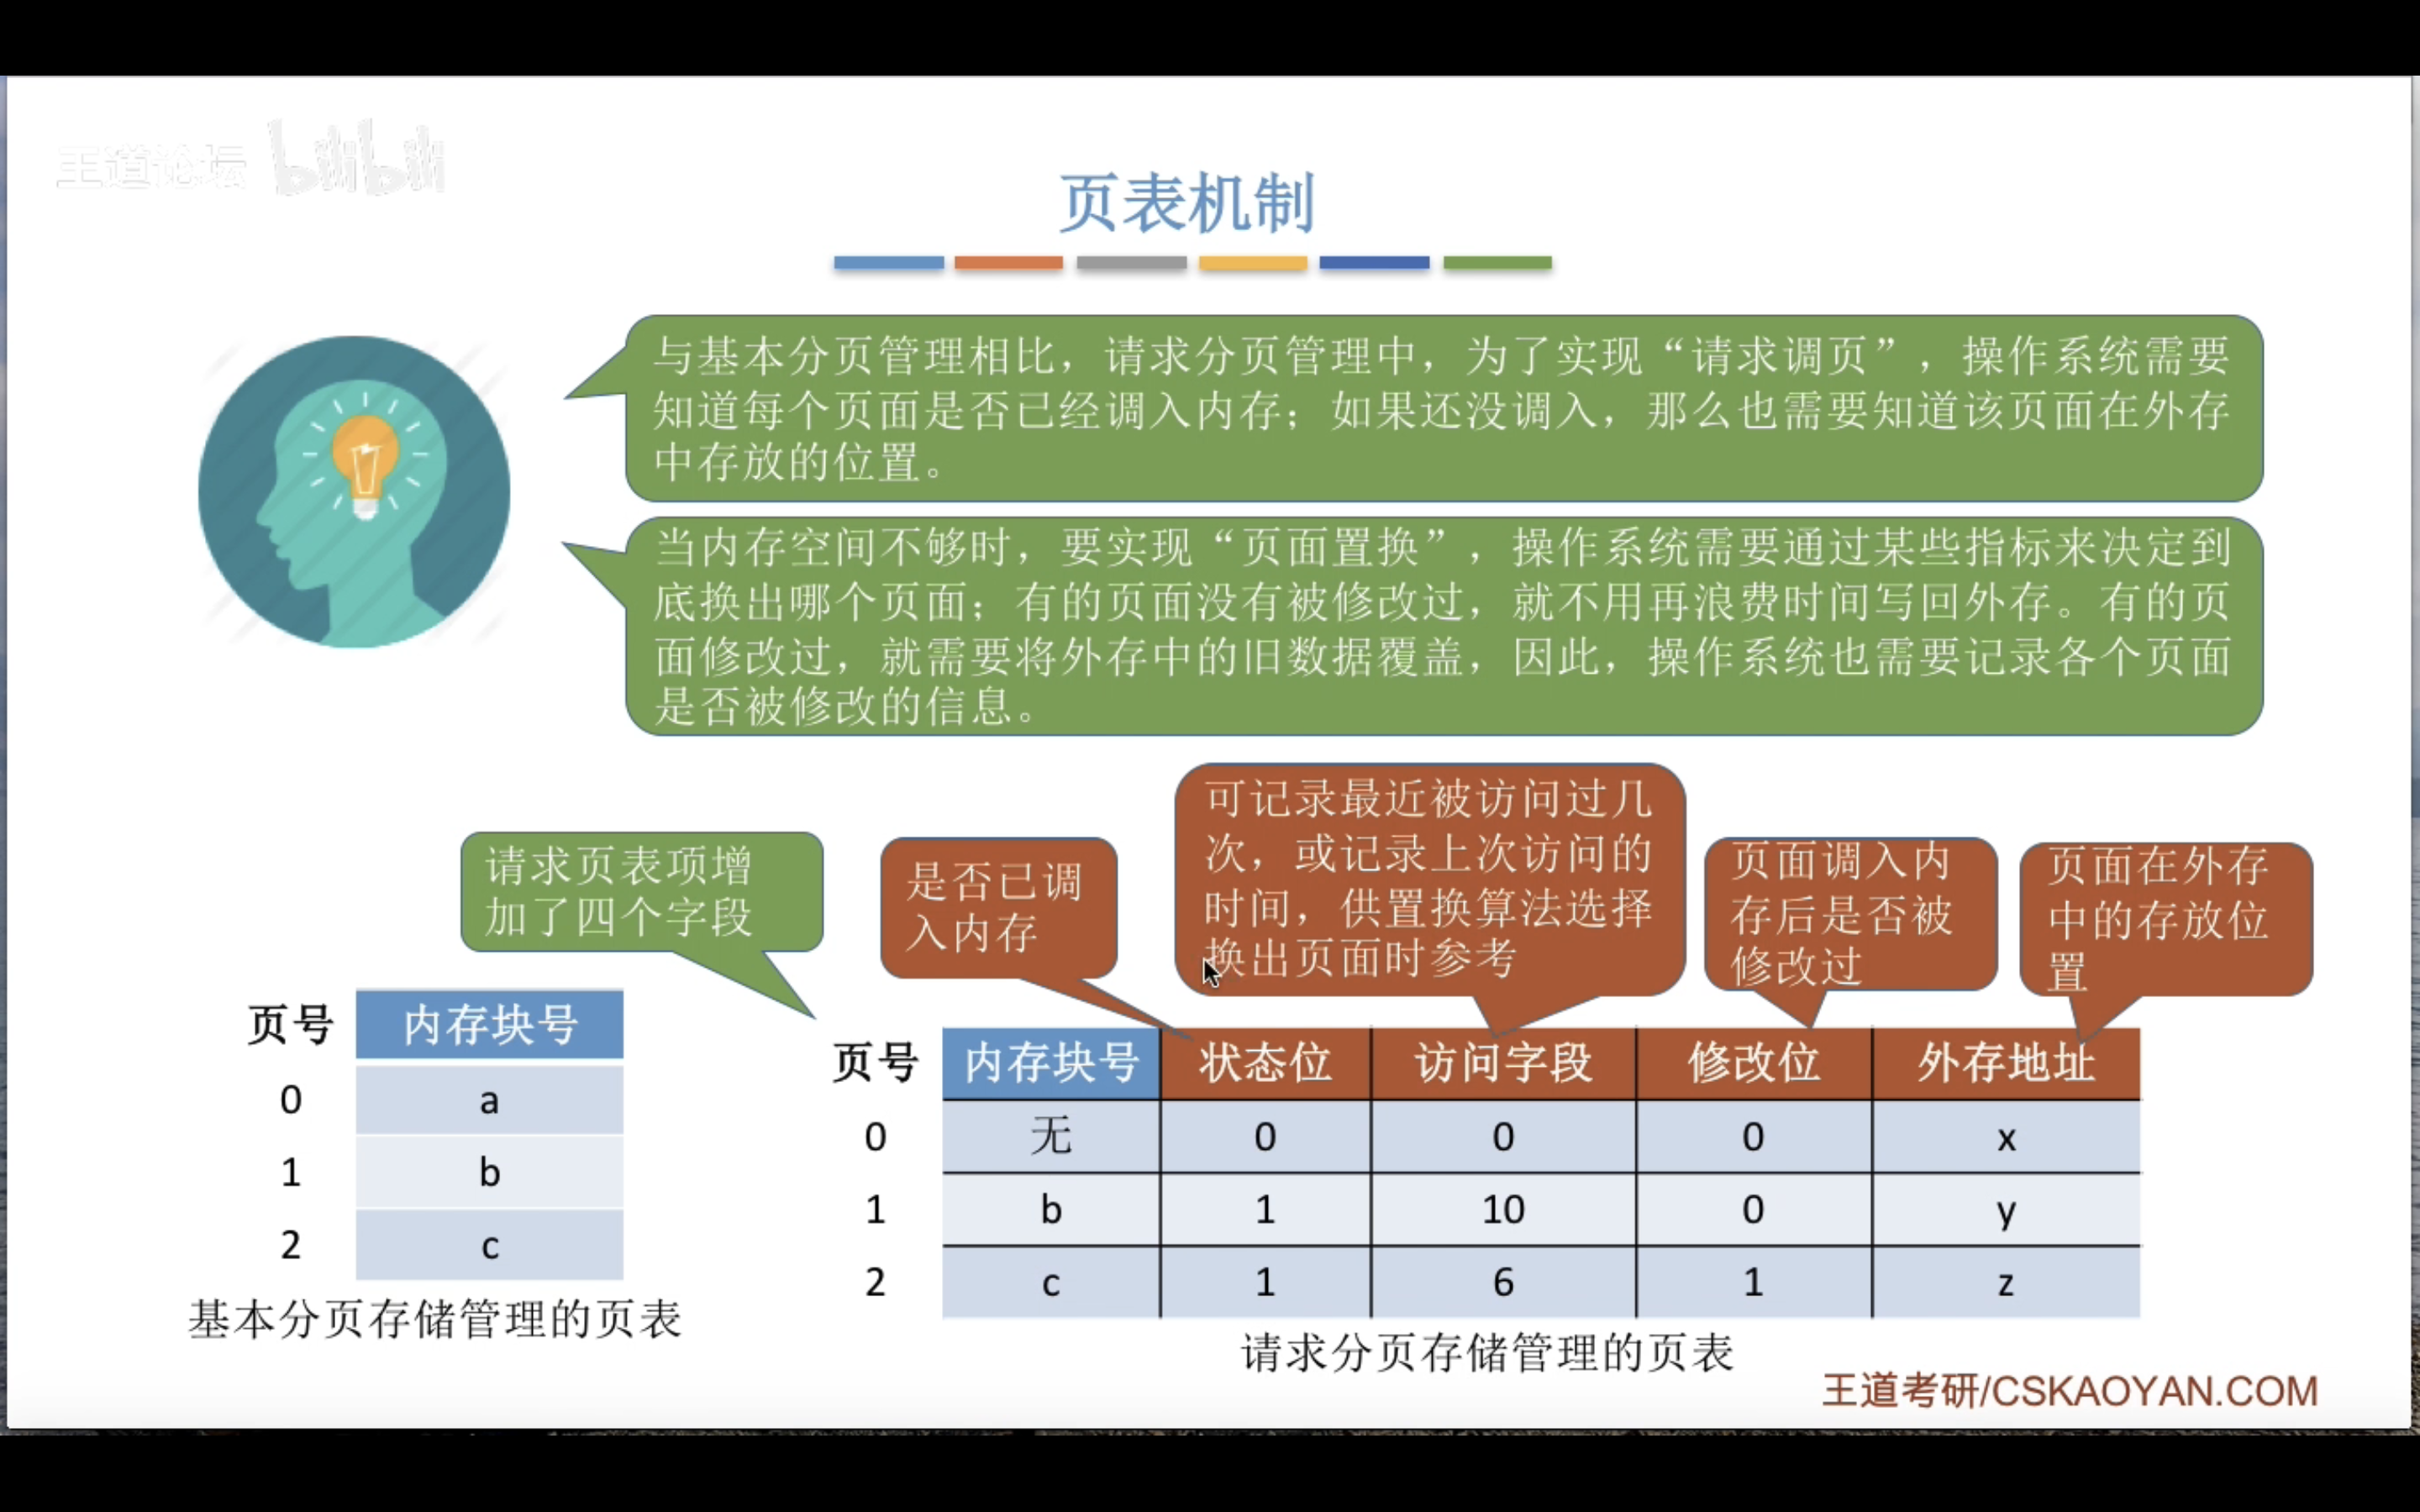 王道论坛 bilibili
页表机制
与基本分页管理相比，请求分页管理中，为了实现“请求调页”，操作系统需要
知道每个页面是否已经调入内存；如果还没调入，那么也需要知道该页面在外存
中存放的位置。
当内存空间不够时，要实现“页面置换”，操作系统需要通过某些指标来决定到
底换出哪个页面；有的页面没有被修改过，就不用再浪费时间写回外存。有的页
面修改过，就需要将外存中的旧数据覆盖，因此，操作系统也需要记录各个页面
是否被修改的信息。
请求页表项增
加了四个字段
是否已调
入内存
可记录最近被访问过几
次，或记录上次访问的
时间，供置换算法选择
换出页面时参考
页面调入内
存后是否被
修改过
页面在外存
中的存放位
置
页号 内存块号
0 a
1 b
2 c
基本分页存储管理的页表
页号 内存块号 状态位 访问字段 修改位 外存地址
0 无 0 0 0 x
1 b 1 10 0 y
2 c 1 6 1 z
请求分页存储管理的页表
王道考研/CSKAOYAN.COM